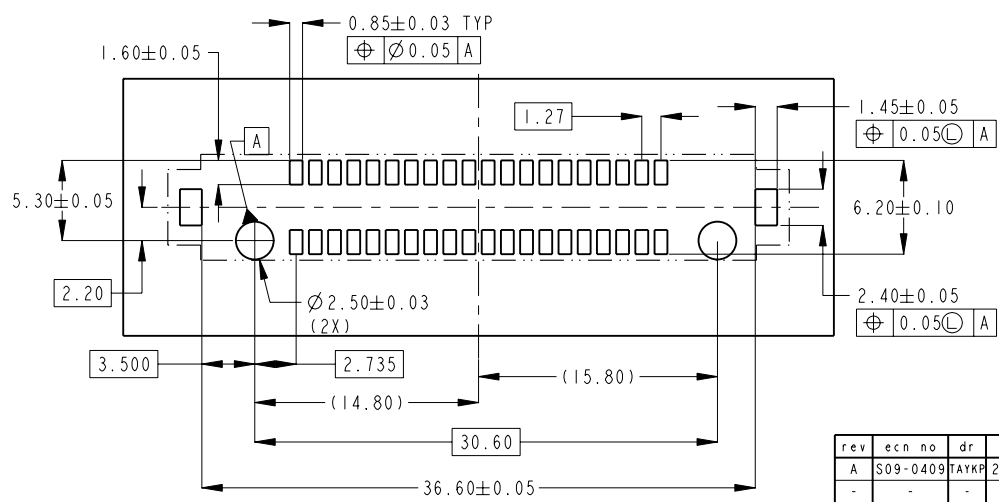 0.85±0.03 TYP
⌖ ∅0.05 A
1.60±0.05
1.27
1.45±0.05
⌖ 0.05Ⓛ A
A
5.30±0.05
6.20±0.10
2.20
∅2.50±0.03
(2X)
2.40±0.05
⌖ 0.05Ⓛ A
3.500
2.735
(15.80)
(14.80)
30.60
36.60±0.05
rev ecn no dr
A S09-0409 TAYKP 2
- - -